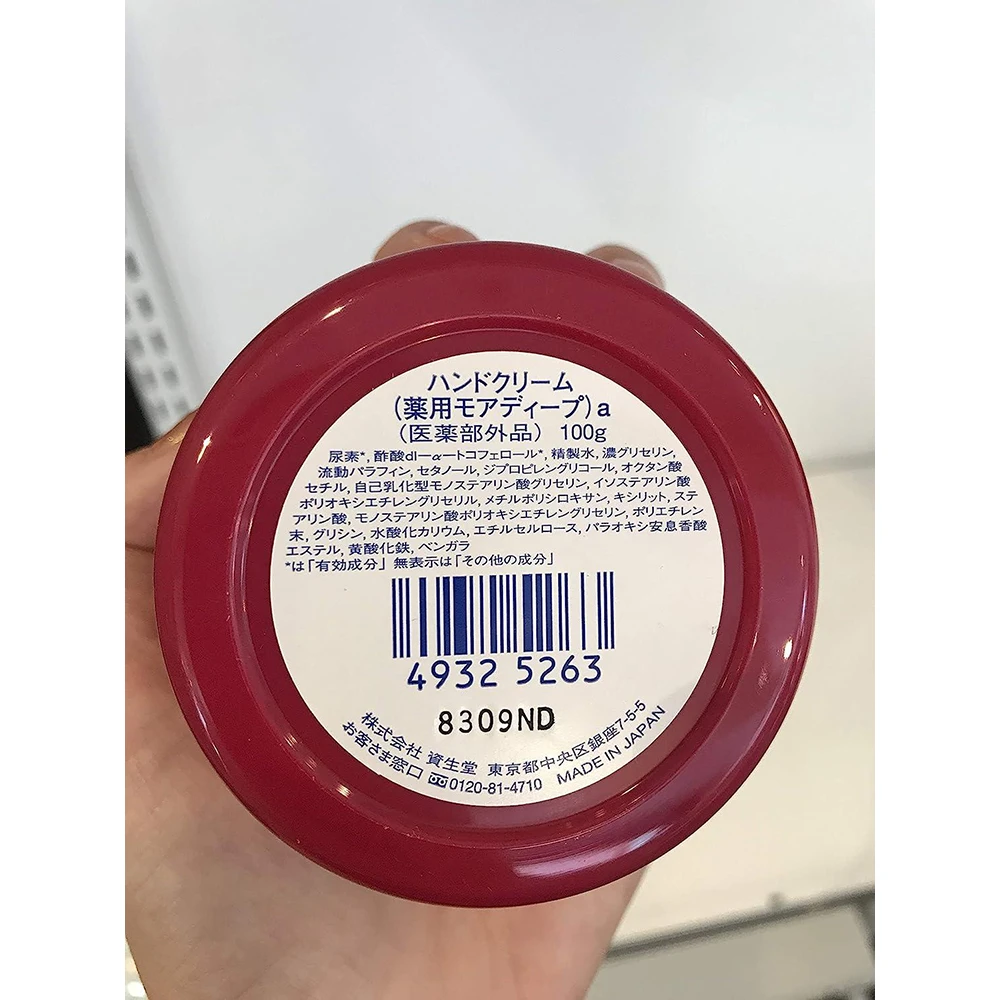 ハンドクリーム
(薬用モアディープ)a
(医薬部外品) 100g
尿素*, 酢酸dl－α－トコフェロール*, 精製水, 濃グリセリン,
流動パラフィン, セタノール, ジプロピレングリコール, オクタン酸
セチル, 自己乳化型モノステアリン酸グリセリン, イソステアリン酸
ポリオキシエチレングリセリル, メチルポリシロキサン, キシリット, ステ
アリン酸, モノステアリン酸ポリオキシエチレングリセリン, ポリエチレン
末, グリシン, 水酸化カリウム, エチルセルロース, パラオキシ安息香酸
エステル, 黄酸化鉄, ベンガラ
*は「有効成分」 無表示は「その他の成分」
4932 5263
8309ND
株式会社 資生堂 東京都中央区銀座7-5-5
お客さま窓口 0120-81-4710 MADE IN JAPAN